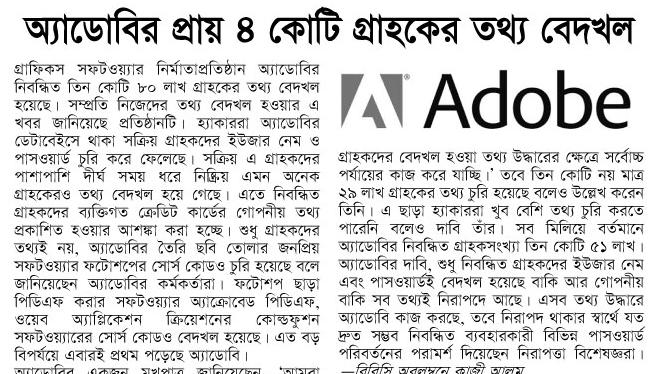 অ্যাডোবির প্রায় ৪ কোটি গ্রাহকের তথ্য বেদখল
গ্রাফিকস সফটওয়্যার নির্মাতাপ্রতিষ্ঠান অ্যাডোবির
নিবন্ধিত তিন কোটি ৮০ লাখ গ্রাহকের তথ্য বেদখল
হয়েছে। সম্প্রতি নিজেদের তথ্য বেদখল হওয়ার এ
খবর জানিয়েছে প্রতিষ্ঠানটি। হ্যাকাররা অ্যাডোবির
ডেটাবেইসে থাকা সক্রিয় গ্রাহকদের ইউজার নেম ও
পাসওয়ার্ড চুরি করে ফেলেছে। সক্রিয় এ গ্রাহকদের
পাশাপাশি দীর্ঘ সময় ধরে নিষ্ক্রিয় এমন অনেক
গ্রাহকেরও তথ্য বেদখল হয়ে গেছে। এতে নিবন্ধিত
গ্রাহকদের ব্যক্তিগত ক্রেডিট কার্ডের গোপনীয় তথ্য
প্রকাশিত হওয়ার আশঙ্কা করা হচ্ছে। শুধু গ্রাহকদের
তথ্যই নয়, অ্যাডোবির তৈরি ছবি তোলার জনপ্রিয়
সফটওয়্যার ফটোশপের সোর্স কোডও চুরি হয়েছে বলে
জানিয়েছেন অ্যাডোবির কর্মকর্তারা। ফটোশপ ছাড়া
পিডিএফ করার সফটওয়্যার অ্যাক্রোবেড পিডিএফ,
ওয়েব অ্যাপ্লিকেশন ক্রিয়েশনের কোল্ডফুশন
সফটওয়্যারের সোর্স কোডও বেদখল হয়েছে। এত বড়
বিপর্যয়ে এবারই প্রথম পড়েছে অ্যাডোবি।
অ্যাডোবির একজন মুখপাত্র জানিয়েছেন, 'আমরা
Adobe
গ্রাহকদের বেদখল হওয়া তথ্য উদ্ধারের ক্ষেত্রে সর্বোচ্চ
পর্যায়ের কাজ করে যাচ্ছি।' তবে তিন কোটি নয় মাত্র
২৯ লাখ গ্রাহকের তথ্য চুরি হয়েছে বলেও উল্লেখ করেন
তিনি। এ ছাড়া হ্যাকাররা খুব বেশি তথ্য চুরি করতে
পারেনি বলেও দাবি তাঁর। সব মিলিয়ে বর্তমানে
অ্যাডোবির নিবন্ধিত গ্রাহকসংখ্যা তিন কোটি ৫১ লাখ।
অ্যাডোবির দাবি, শুধু নিবন্ধিত গ্রাহকদের ইউজার নেম
এবং পাসওয়ার্ডই বেদখল হয়েছে বাকি আর গোপনীয়
বাকি সব তথ্যই নিরাপদে আছে। এসব তথ্য উদ্ধারে
অ্যাডোবি কাজ করছে, তবে নিরাপদ থাকার স্বার্থে যত
দ্রুত সম্ভব নিবন্ধিত ব্যবহারকারী বিভিন্ন পাসওয়ার্ড
পরিবর্তনের পরামর্শ দিয়েছেন নিরাপত্তা বিশেষজ্ঞরা।
—বিবিসি অবলম্বনে কাজী আলম